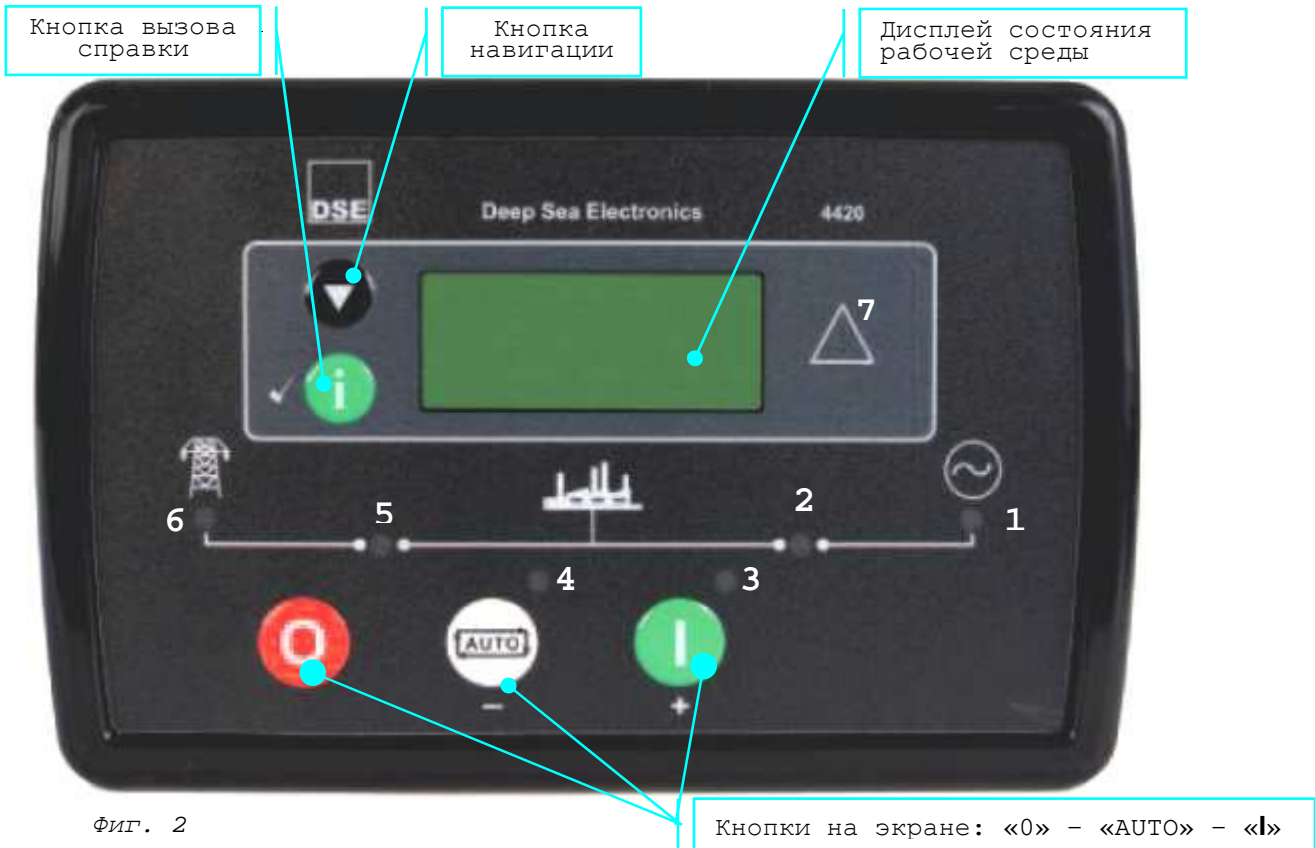 Кнопка вызова
справки
Кнопка
навигации
Дисплей состояния
рабочей среды
DSE
Deep Sea Electronics
4420
7
i
6
5
2
1
4
3
O
AUTO
I
−
+
Фиг. 2
Кнопки на экране: «0» – «AUTO» – «I»